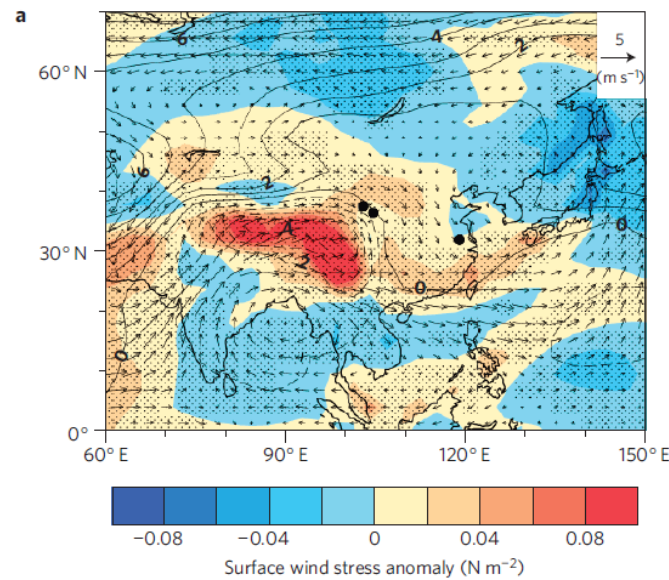 a
6
4
2
5
(m s⁻¹)
60° N
6
2
0
4
30° N
2
0
0
0°
60° E
90° E
120° E
150° E
−0.08
−0.04
0
0.04
0.08
Surface wind stress anomaly (N m⁻²)